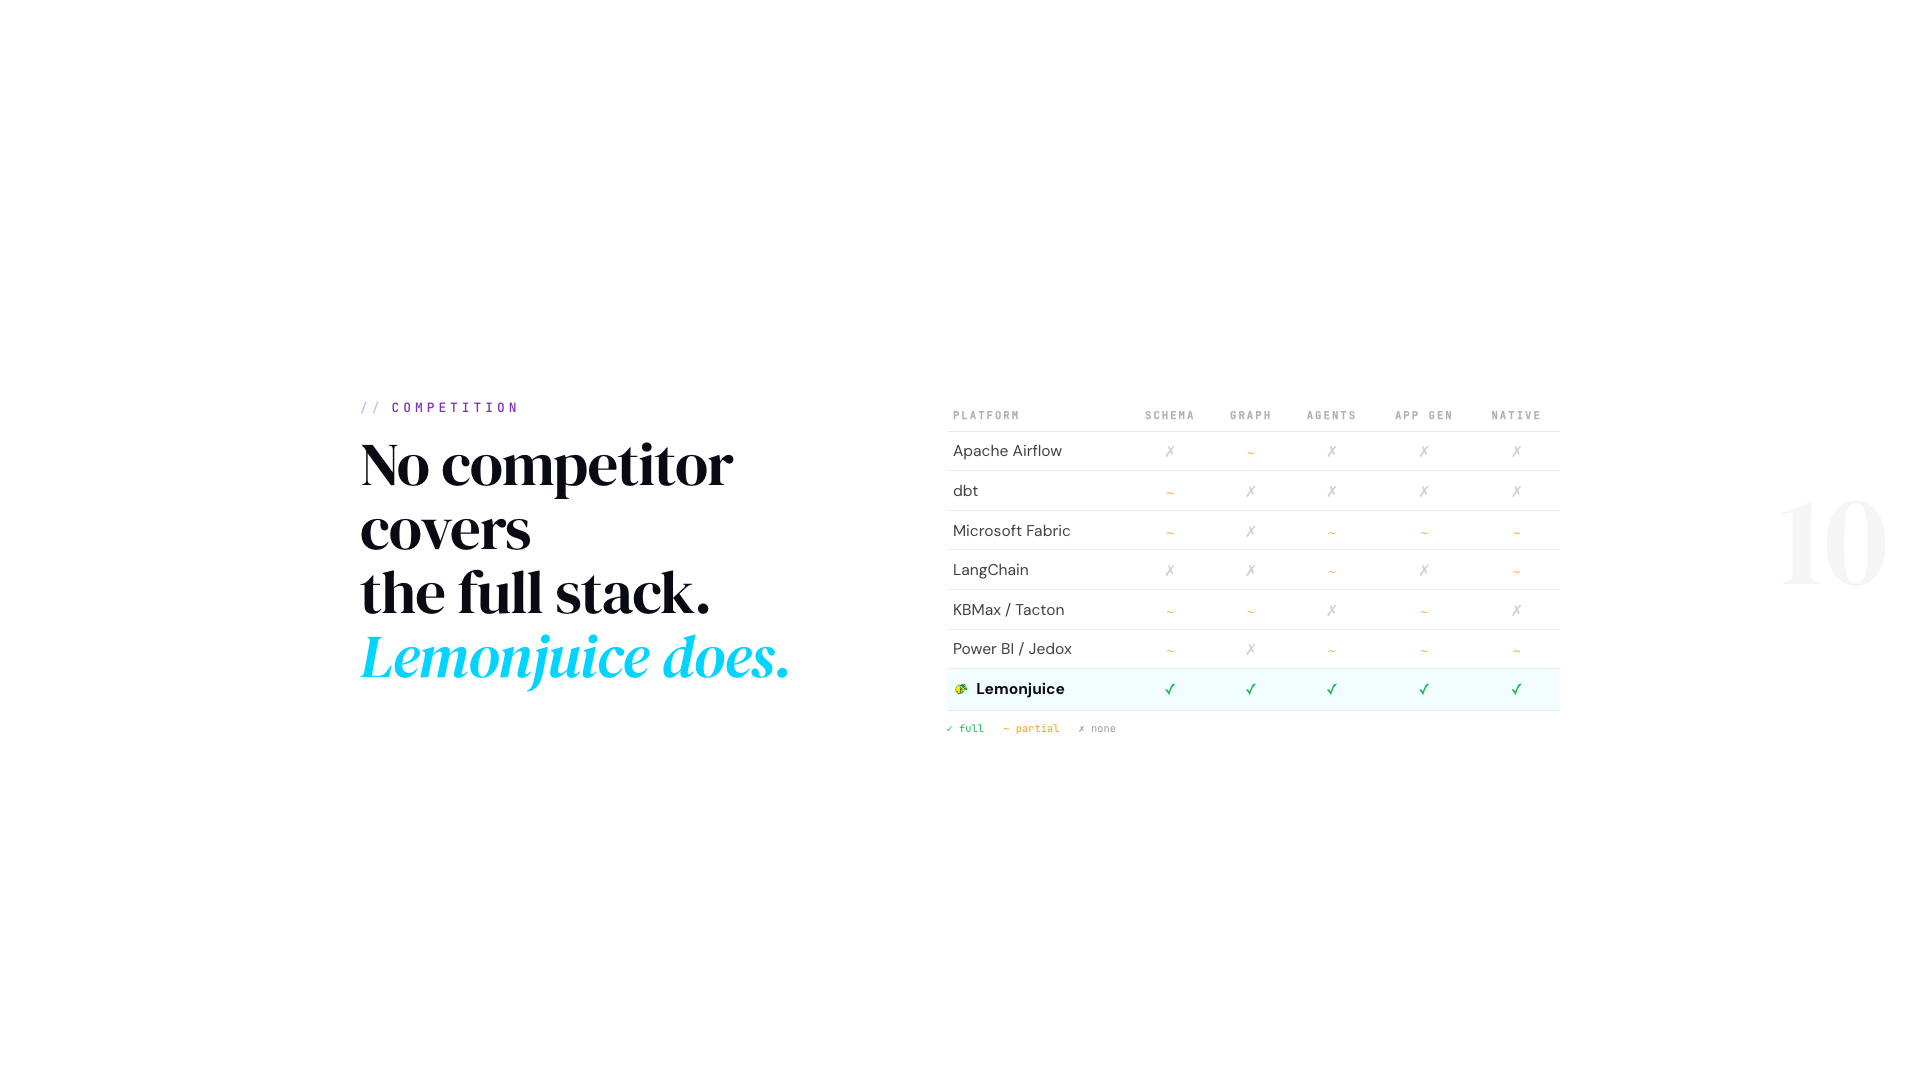 // COMPETITION
No competitor
covers
the full stack.
Lemonjuice does.
PLATFORM SCHEMA GRAPH AGENTS APP GEN NATIVE
Apache Airflow ✗ ~ ✗ ✗ ✗
dbt ~ ✗ ✗ ✗ ✗
Microsoft Fabric ~ ✗ ~ ~ ~
LangChain ✗ ✗ ~ ✗ ~
KBMax / Tacton ~ ~ ✗ ~ ✗
Power BI / Jedox ~ ✗ ~ ~ ~
Lemonjuice ✓ ✓ ✓ ✓ ✓
✓ full ~ partial ✗ none
10